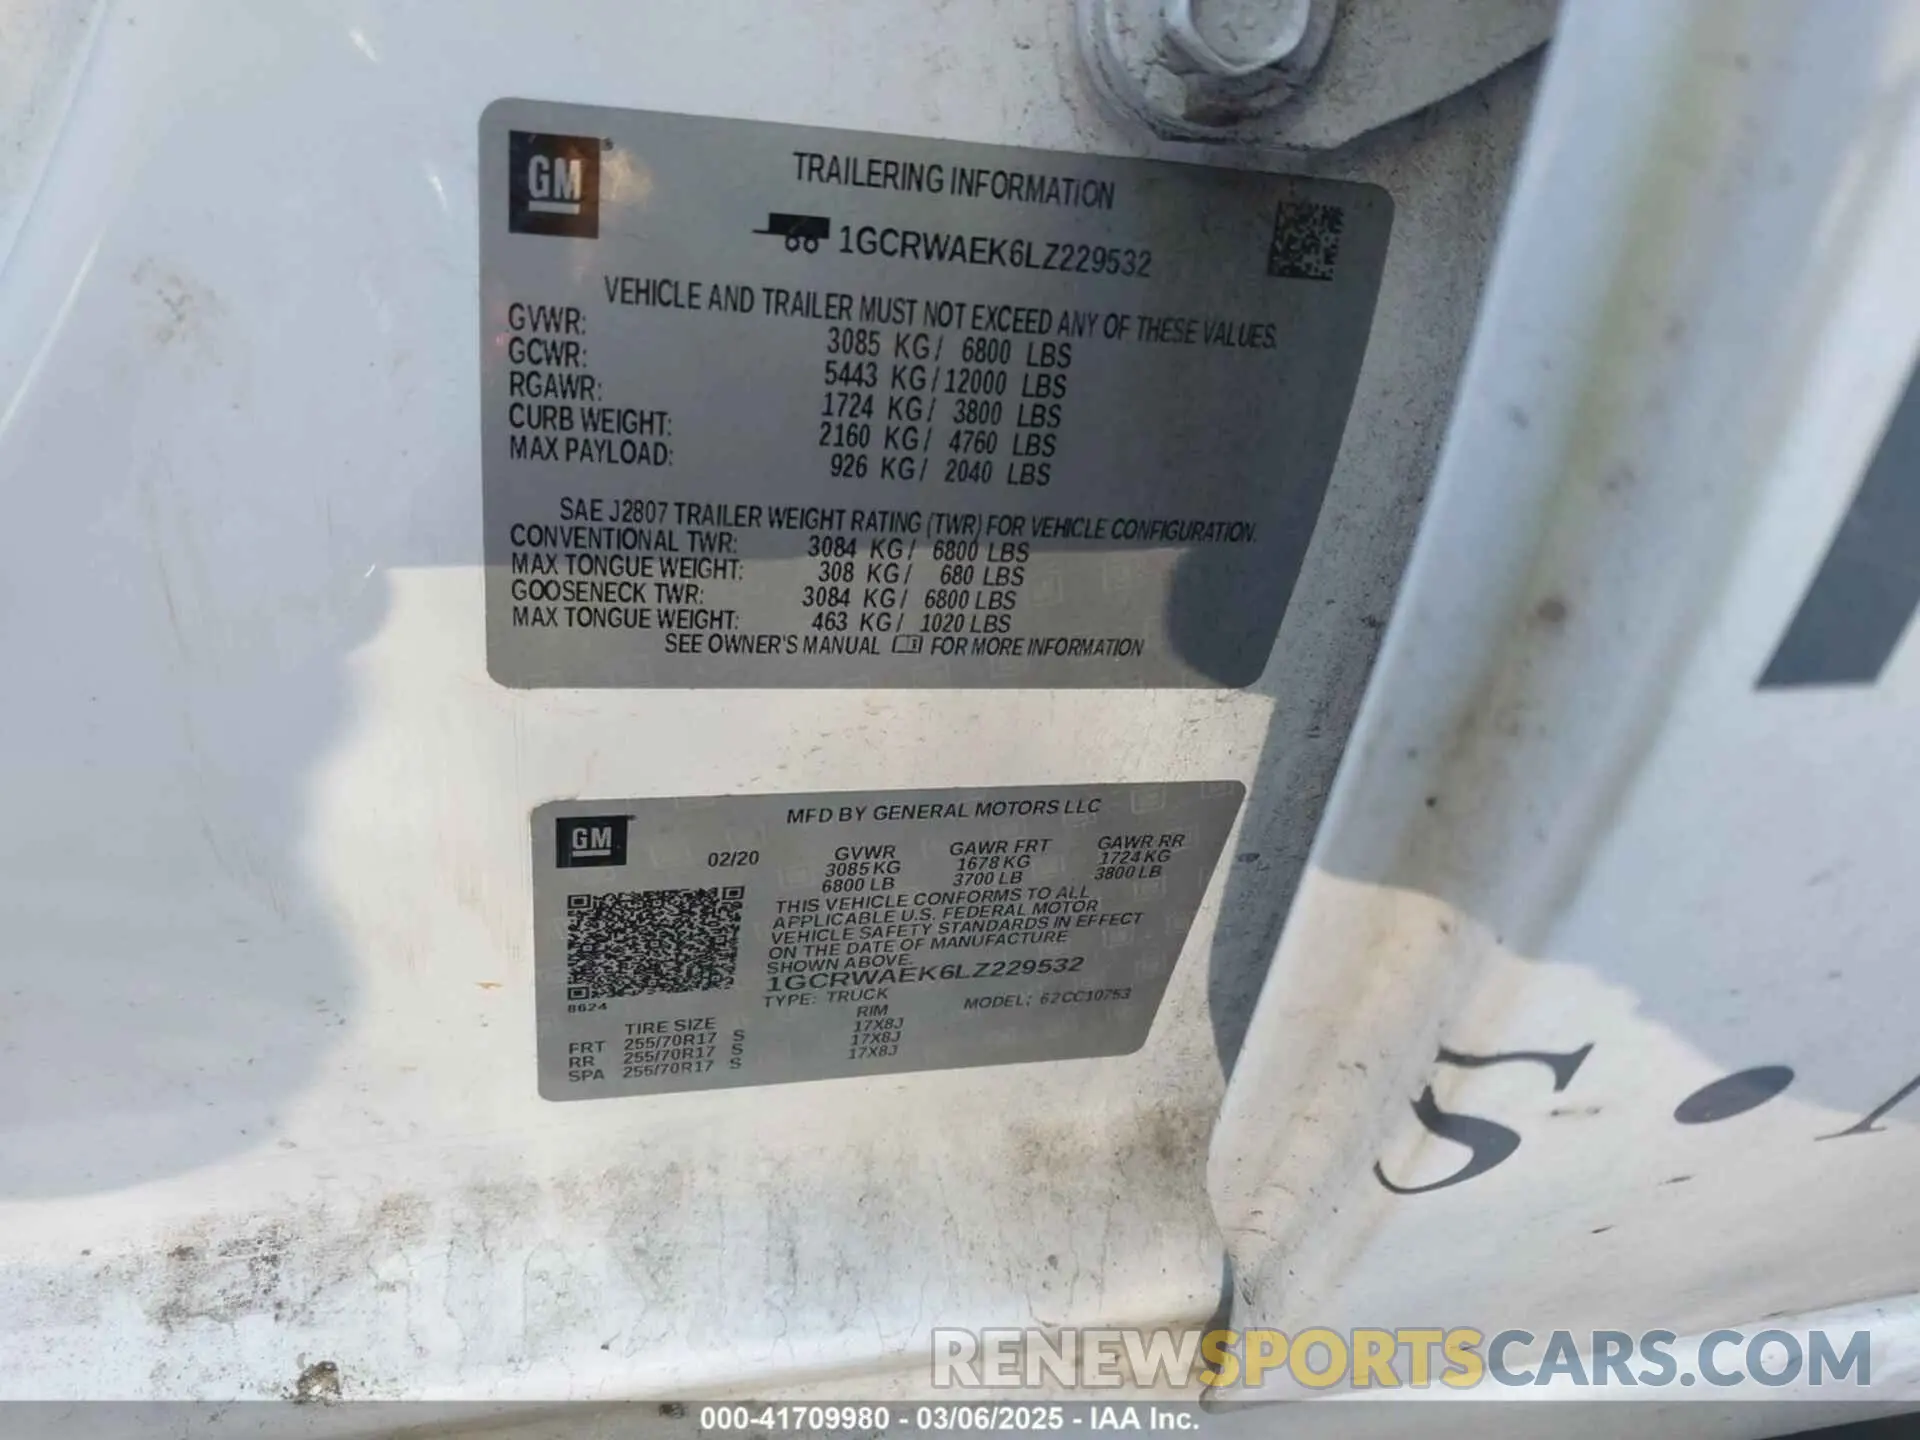 GM
TRAILERING INFORMATION
1GCRWAEK6LZ229532
VEHICLE AND TRAILER MUST NOT EXCEED ANY OF THESE VALUES.
GVWR: 3085 KG/ 6800 LBS
GCWR: 5443 KG/12000 LBS
RGAWR: 1724 KG/ 3800 LBS
CURB WEIGHT: 2160 KG/ 4760 LBS
MAX PAYLOAD: 926 KG/ 2040 LBS
SAE J2807 TRAILER WEIGHT RATING (TWR) FOR VEHICLE CONFIGURATION.
CONVENTIONAL TWR: 3084 KG/ 6800 LBS
MAX TONGUE WEIGHT: 308 KG/ 680 LBS
GOOSENECK TWR: 3084 KG/ 6800 LBS
MAX TONGUE WEIGHT: 463 KG/ 1020 LBS
SEE OWNER'S MANUAL FOR MORE INFORMATION
GM
MFD BY GENERAL MOTORS LLC
02/20 GVWR GAWR FRT GAWR RR
3085 KG 1678 KG 1724 KG
6800 LB 3700 LB 3800 LB
THIS VEHICLE CONFORMS TO ALL
APPLICABLE U.S. FEDERAL MOTOR
VEHICLE SAFETY STANDARDS IN EFFECT
ON THE DATE OF MANUFACTURE
SHOWN ABOVE.
1GCRWAEK6LZ229532
TYPE: TRUCK MODEL: 62CC10753
8624
TIRE SIZE RIM
FRT 255/70R17 S 17X8J
RR 255/70R17 S 17X8J
SPA 255/70R17 S 17X8J
S.
RENEWSPORTSCARS.COM
000-41709980 - 03/06/2025 - IAA Inc.